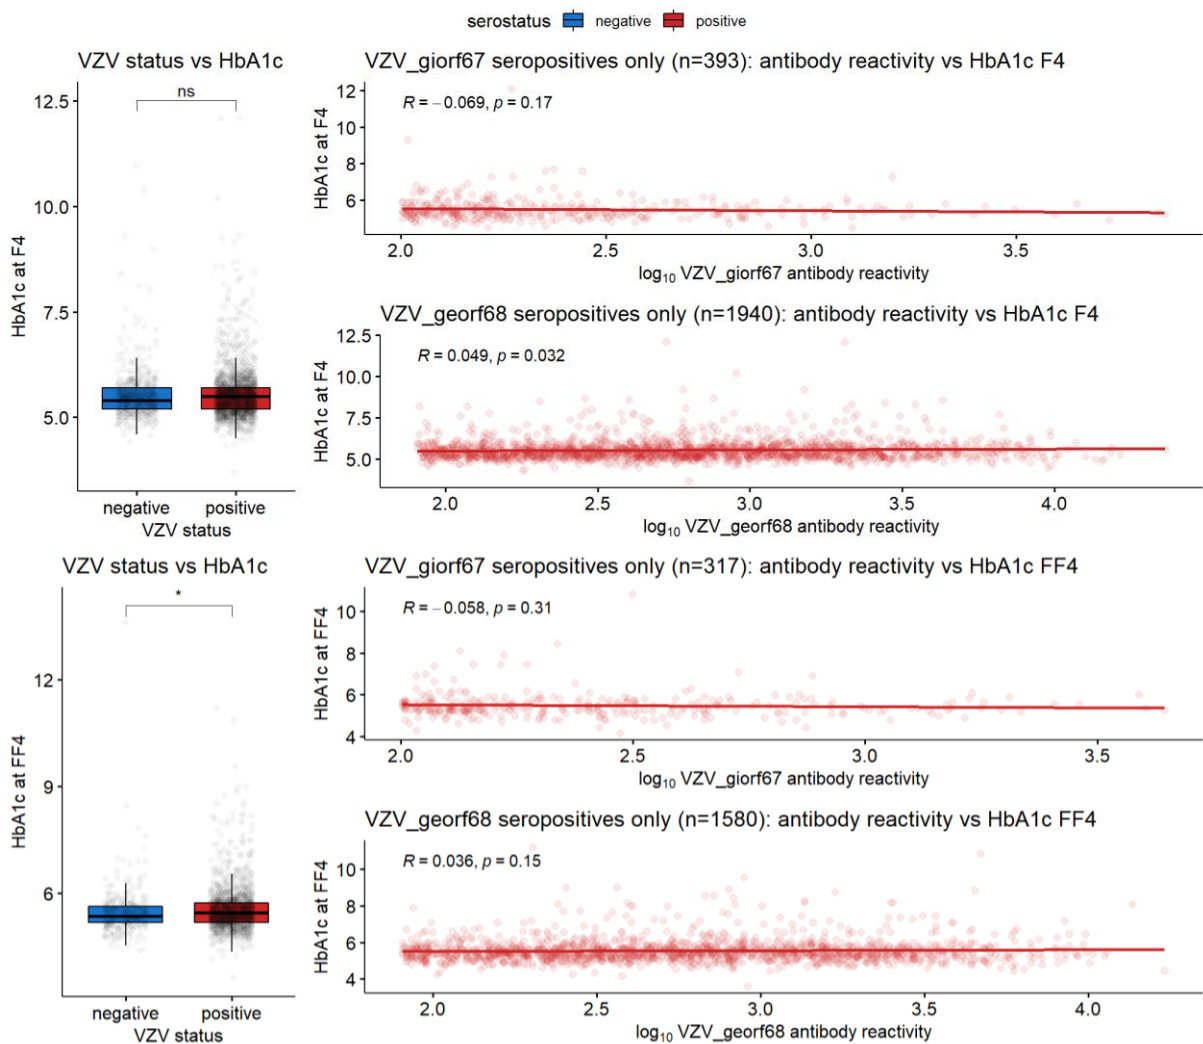 serostatus negative positive
VZV status vs HbA1c
12.5
10.0
7.5
5.0
HbA1c at F4
ns
negative positive
VZV status
VZV_giorf67 seropositives only (n=393): antibody reactivity vs HbA1c F4
R = −0.069, p = 0.17
12
10
8
6
HbA1c at F4
2.0 2.5 3.0 3.5
log10 VZV_giorf67 antibody reactivity
VZV_georf68 seropositives only (n=1940): antibody reactivity vs HbA1c F4
R = 0.049, p = 0.032
12.5
10.0
7.5
5.0
HbA1c at F4
2.0 2.5 3.0 3.5 4.0
log10 VZV_georf68 antibody reactivity
VZV status vs HbA1c
*
12
9
6
HbA1c at FF4
negative positive
VZV status
VZV_giorf67 seropositives only (n=317): antibody reactivity vs HbA1c FF4
R = −0.058, p = 0.31
10
8
6
4
HbA1c at FF4
2.0 2.5 3.0 3.5
log10 VZV_giorf67 antibody reactivity
VZV_georf68 seropositives only (n=1580): antibody reactivity vs HbA1c FF4
R = 0.036, p = 0.15
10
8
6
4
HbA1c at FF4
2.0 2.5 3.0 3.5 4.0
log10 VZV_georf68 antibody reactivity